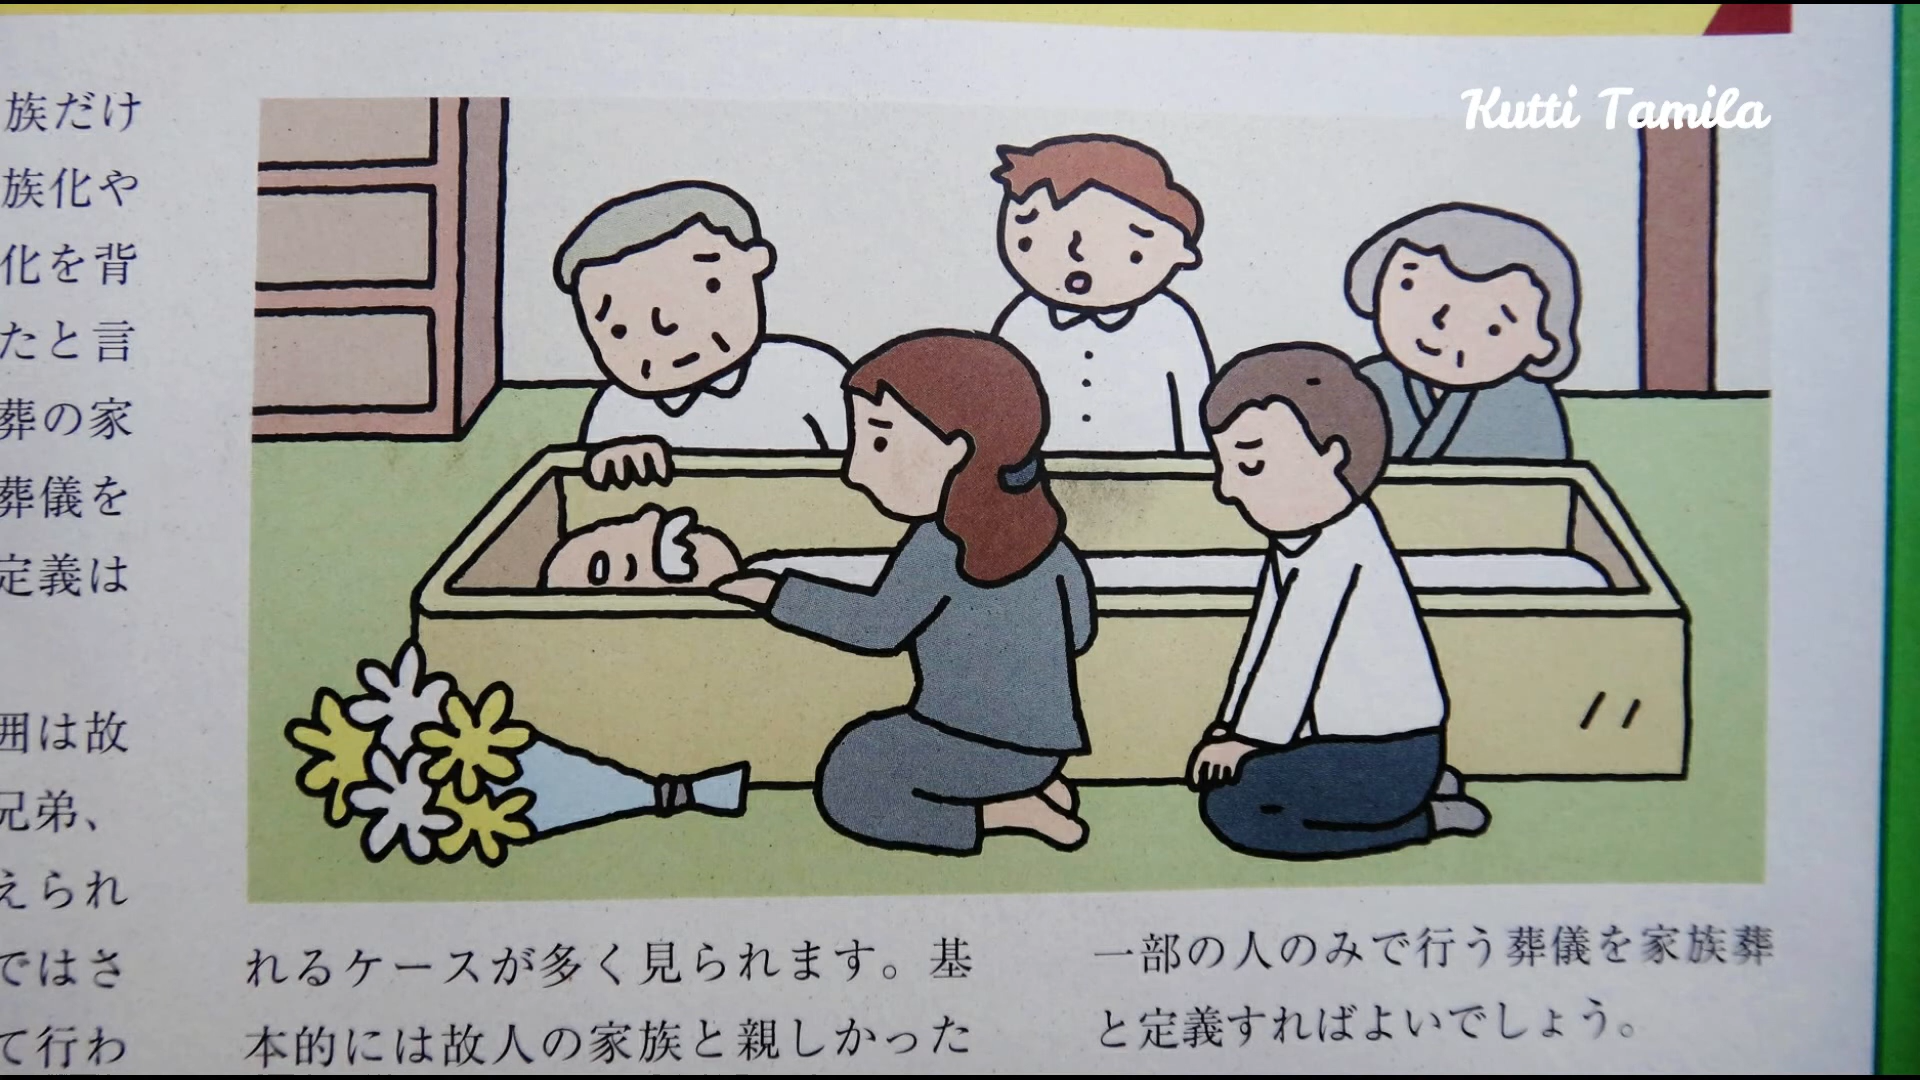 Kutti Tamila
族だけ
族化や
化を背
たと言
葬の家
葬儀を
定義は
囲は故
兄弟、
えられ
ではさ
て行わ
れるケースが多く見られます。基
本的には故人の家族と親しかった
一部の人のみで行う葬儀を家族葬
と定義すればよいでしょう。